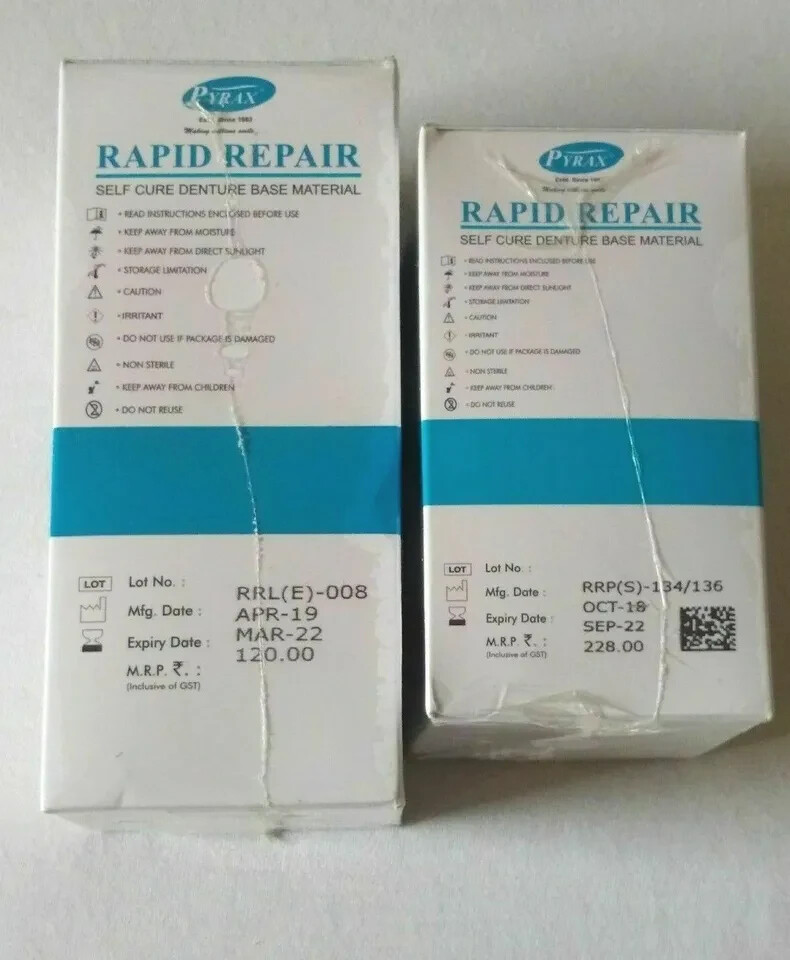 PYRAX
Estd. Since 1982
RAPID REPAIR
SELF CURE DENTURE BASE MATERIAL
• READ INSTRUCTIONS ENCLOSED BEFORE USE
• KEEP AWAY FROM MOISTURE
• KEEP AWAY FROM DIRECT SUNLIGHT
• STORAGE LIMITATION
• CAUTION
• IRRITANT
• DO NOT USE IF PACKAGE IS DAMAGED
• NON STERILE
• KEEP AWAY FROM CHILDREN
• DO NOT REUSE
LOT Lot No. : RRL(E)-008
Mfg. Date : APR-19
Expiry Date : MAR-22
M.R.P. ₹. : 120.00
(Inclusive of GST)
PYRAX
Estd. Since
RAPID REPAIR
SELF CURE DENTURE BASE MATERIAL
• READ INSTRUCTIONS ENCLOSED BEFORE USE
• KEEP AWAY FROM MOISTURE
• KEEP AWAY FROM DIRECT SUNLIGHT
• STORAGE LIMITATION
• CAUTION
• IRRITANT
• DO NOT USE IF PACKAGE IS DAMAGED
• NON STERILE
• KEEP AWAY FROM CHILDREN
• DO NOT REUSE
LOT Lot No. : RRP(S)-134/136
Mfg. Date : OCT-18
Expiry Date : SEP-22
M.R.P. ₹. : 228.00
(Inclusive of GST)